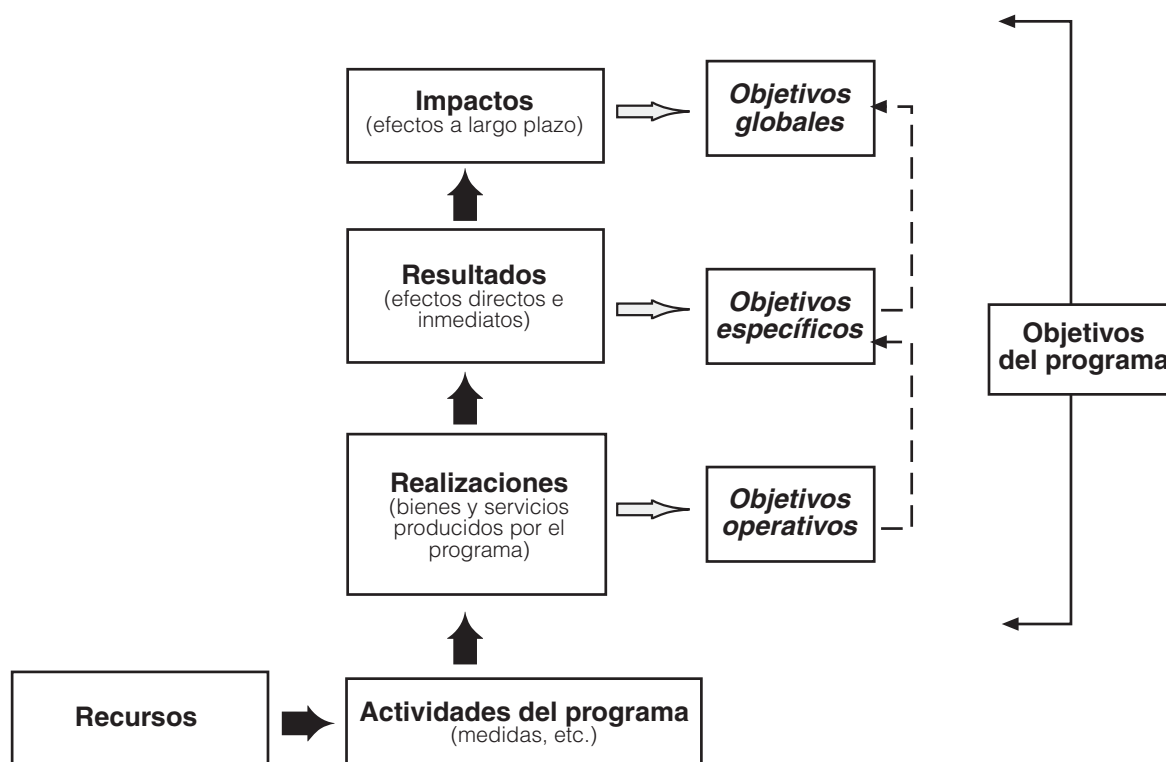 Impactos
(efectos a largo plazo)
Objetivos
globales
Resultados
(efectos directos e
inmediatos)
Objetivos
específicos
Objetivos
del programa
Realizaciones
(bienes y servicios
producidos por el
programa)
Objetivos
operativos
Recursos
Actividades del programa
(medidas, etc.)